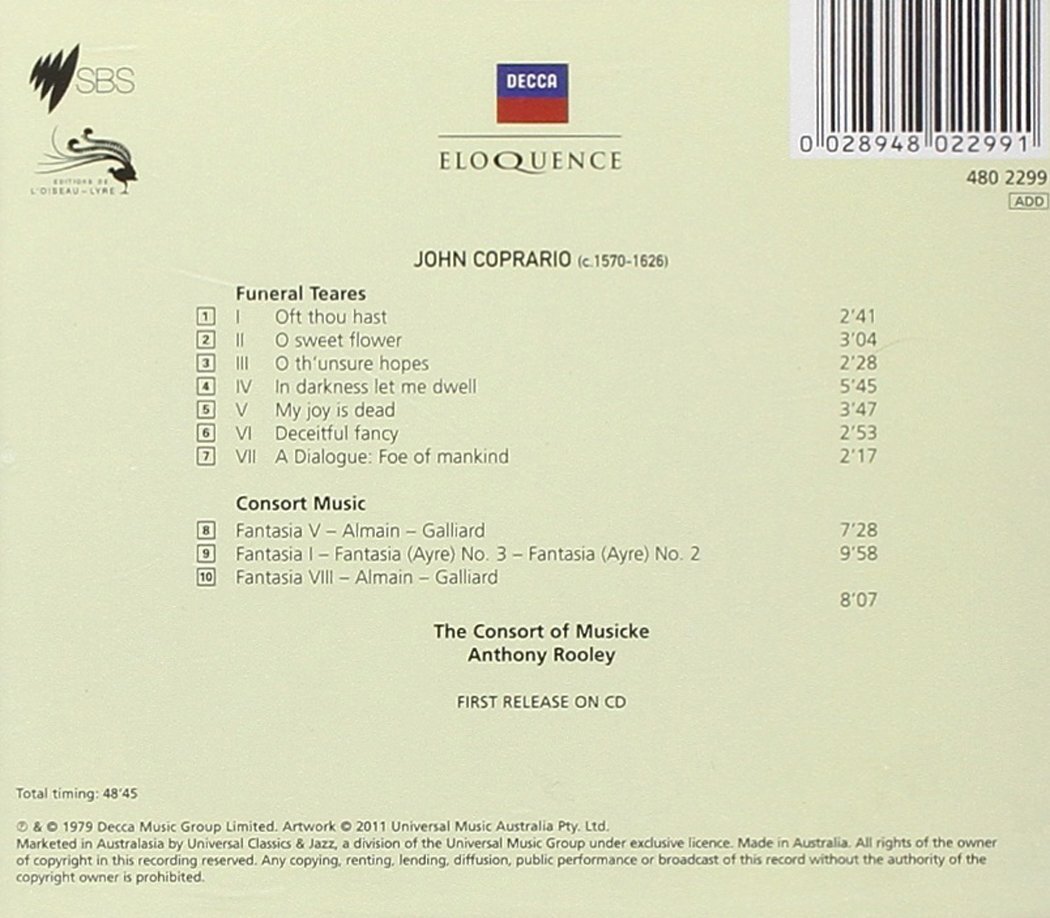 SBS
EDITIONS DE
L'OISEAU-LYRE
DECCA
ELOQUENCE
0 028948 022991
480 2299
ADD
JOHN COPRARIO (c.1570-1626)
Funeral Teares
1 I Oft thou hast 2'41
2 II O sweet flower 3'04
3 III O th'unsure hopes 2'28
4 IV In darkness let me dwell 5'45
5 V My joy is dead 3'47
6 VI Deceitful fancy 2'53
7 VII A Dialogue: Foe of mankind 2'17
Consort Music
8 Fantasia V – Almain – Galliard 7'28
9 Fantasia I – Fantasia (Ayre) No. 3 – Fantasia (Ayre) No. 2 9'58
10 Fantasia VIII – Almain – Galliard
8'07
The Consort of Musicke
Anthony Rooley
FIRST RELEASE ON CD
Total timing: 48'45
℗ & © 1979 Decca Music Group Limited. Artwork © 2011 Universal Music Australia Pty. Ltd.
Marketed in Australasia by Universal Classics & Jazz, a division of the Universal Music Group under exclusive licence. Made in Australia. All rights of the owner
of copyright in this recording reserved. Any copying, renting, lending, diffusion, public performance or broadcast of this record without the authority of the
copyright owner is prohibited.